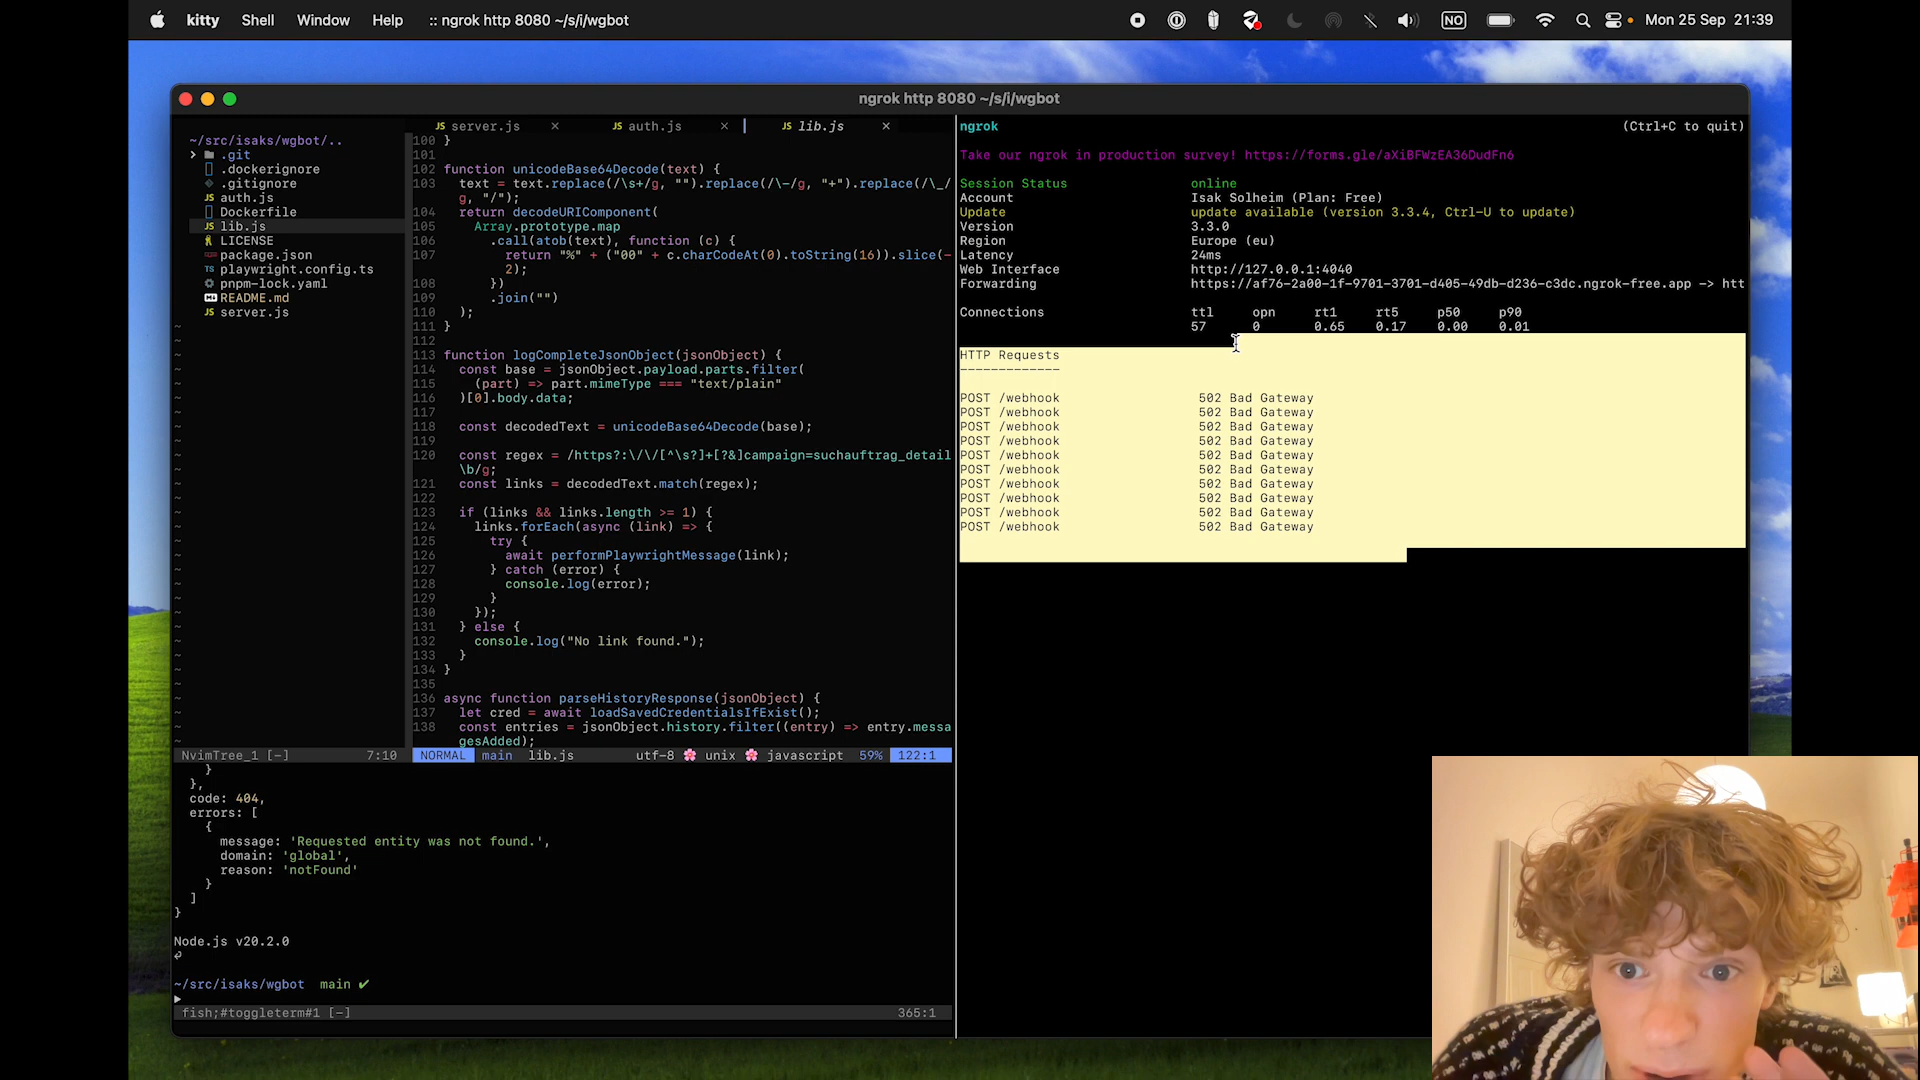 kitty Shell Window Help :: ngrok http 8080 ~/s/i/wgbot NO Mon 25 Sep 21:39
ngrok http 8080 ~/s/i/wgbot
~/src/isaks/wgbot/..
.git
.dockerignore
.gitignore
JS auth.js
Dockerfile
JS lib.js
LICENSE
package.json
TS playwright.config.ts
pnpm-lock.yaml
README.md
JS server.js
NvimTree_1 [-] 7:10
JS server.js × JS auth.js × JS lib.js ×
100 }
101
102 function unicodeBase64Decode(text) {
103 text = text.replace(/\s+/g, "").replace(/\-/g, "+").replace(/\_/
g, "/");
104 return decodeURIComponent(
105 Array.prototype.map
106 .call(atob(text), function (c) {
107 return "%" + ("00" + c.charCodeAt(0).toString(16)).slice(-
2);
108 })
109 .join("")
110 );
111 }
112
113 function logCompleteJsonObject(jsonObject) {
114 const base = jsonObject.payload.parts.filter(
115 (part) => part.mimeType === "text/plain"
116 )[0].body.data;
117
118 const decodedText = unicodeBase64Decode(base);
119
120 const regex = /https?:\/\/[^\s?]+[?&]campaign=suchauftrag_detail
\b/g;
121 const links = decodedText.match(regex);
122
123 if (links && links.length >= 1) {
124 links.forEach(async (link) => {
125 try {
126 await performPlaywrightMessage(link);
127 } catch (error) {
128 console.log(error);
129 }
130 });
131 } else {
132 console.log("No link found.");
133 }
134 }
135
136 async function parseHistoryResponse(jsonObject) {
137 let cred = await loadSavedCredentialsIfExist();
138 const entries = jsonObject.history.filter((entry) => entry.messa
gesAdded);
NORMAL main lib.js utf-8 unix javascript 59% 122:1
}
},
code: 404,
errors: [
{
message: 'Requested entity was not found.',
domain: 'global',
reason: 'notFound'
}
]
}
Node.js v20.2.0
~/src/isaks/wgbot main ✔
fish;#toggleterm#1 [-] 365:1
ngrok (Ctrl+C to quit)
Take our ngrok in production survey! https://forms.gle/aXiBFWzEA36DudFn6
Session Status online
Account Isak Solheim (Plan: Free)
Update update available (version 3.3.4, Ctrl-U to update)
Version 3.3.0
Region Europe (eu)
Latency 24ms
Web Interface http://127.0.0.1:4040
Forwarding https://af76-2a00-1f-9701-3701-d405-49db-d236-c3dc.ngrok-free.app -> htt
Connections ttl opn rt1 rt5 p50 p90
57 0 0.65 0.17 0.00 0.01
HTTP Requests
-------------
POST /webhook 502 Bad Gateway
POST /webhook 502 Bad Gateway
POST /webhook 502 Bad Gateway
POST /webhook 502 Bad Gateway
POST /webhook 502 Bad Gateway
POST /webhook 502 Bad Gateway
POST /webhook 502 Bad Gateway
POST /webhook 502 Bad Gateway
POST /webhook 502 Bad Gateway
POST /webhook 502 Bad Gateway